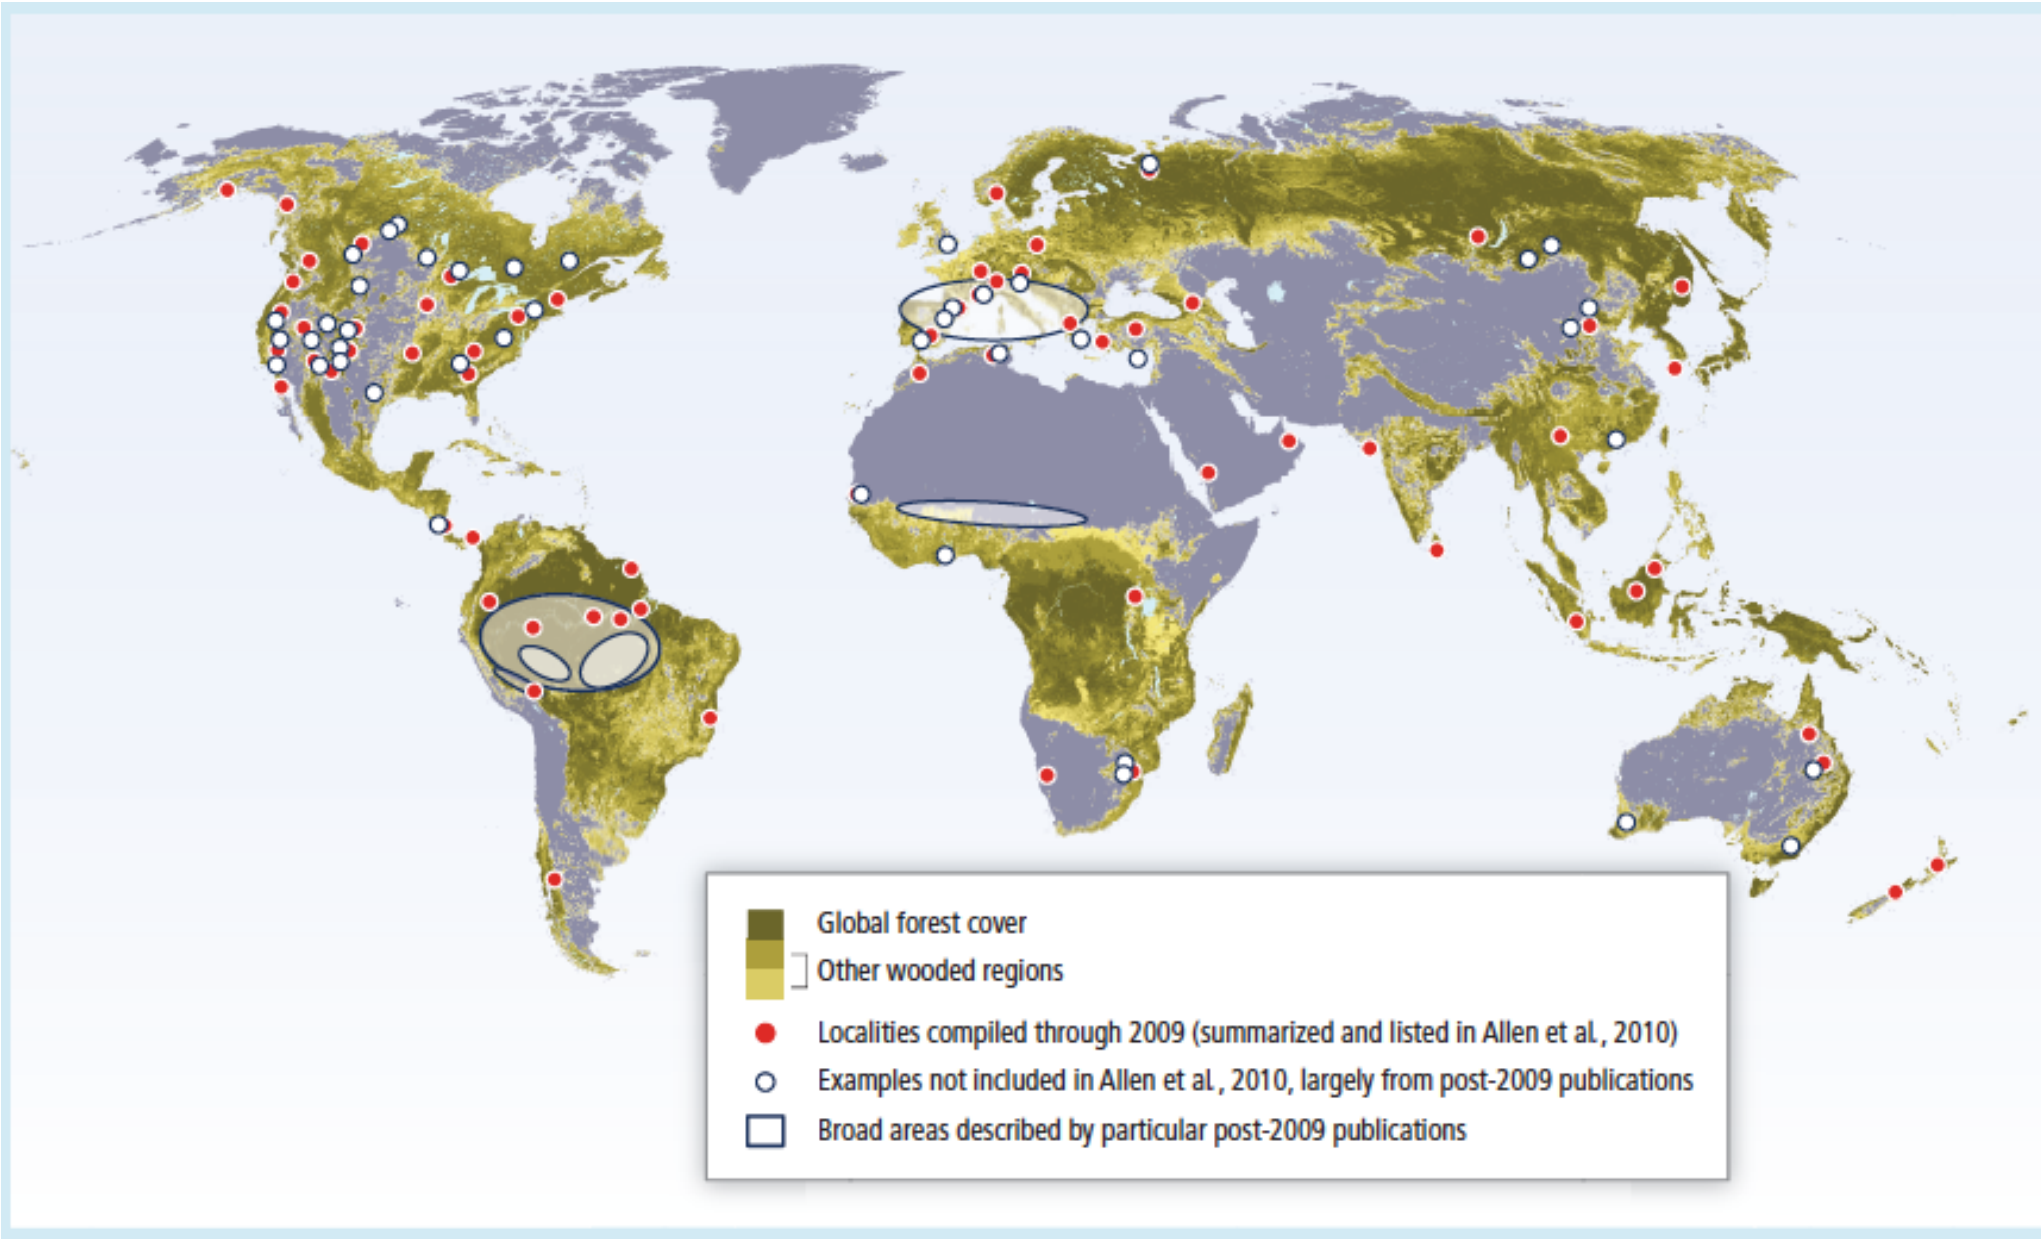 Global forest cover
Other wooded regions
Localities compiled through 2009 (summarized and listed in Allen et al., 2010)
Examples not included in Allen et al., 2010, largely from post-2009 publications
Broad areas described by particular post-2009 publications